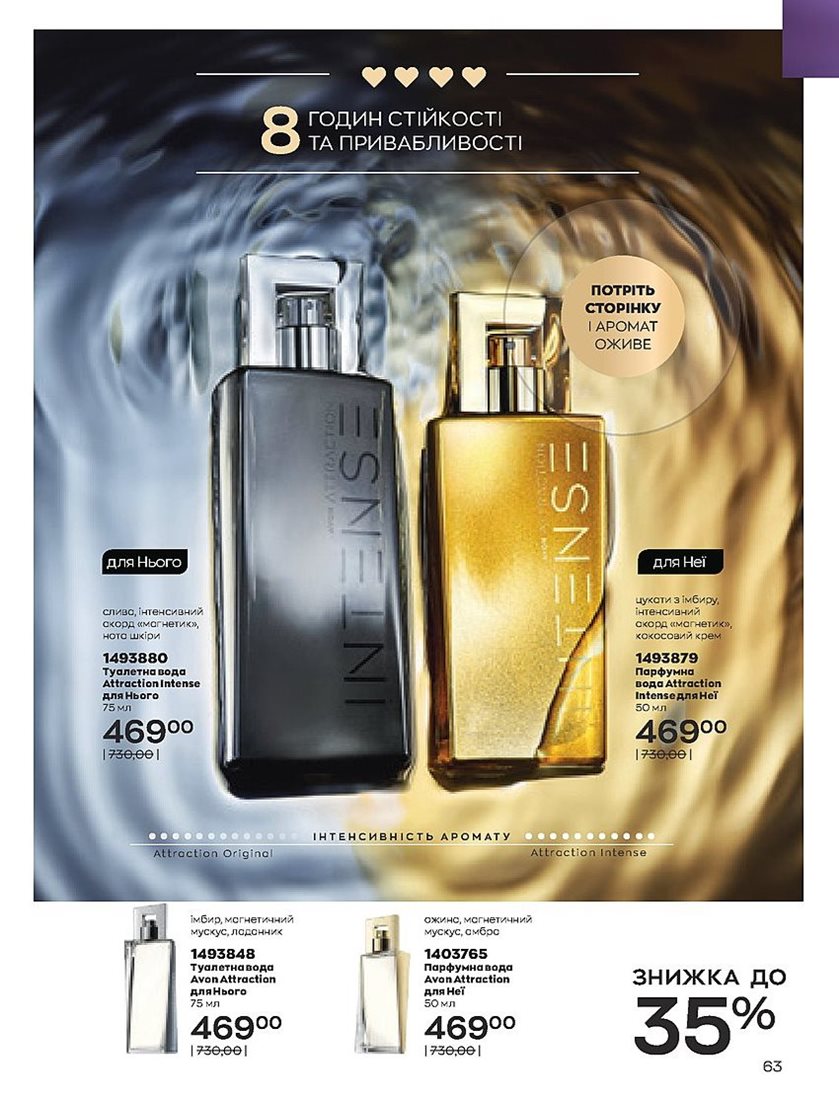 8 ГОДИН СТІЙКОСТІ
ТА ПРИВАБЛИВОСТІ
ПОТРІТЬ
СТОРІНКУ
І АРОМАТ
ОЖИВЕ
AVON ATTRACTION
INTENSE
AVON ATTRACTION
INTENSE
для Нього
слива, інтенсивний
акорд «магнетик»,
нота шкіри
1493880
Туалетна вода
Attraction Intense
для Нього
75 мл
469⁰⁰
|730,00|
для Неї
цукати з імбиру,
інтенсивний
акорд «магнетик»,
кокосовий крем
1493879
Парфумна
вода Attraction
Intense для Неї
50 мл
469⁰⁰
|730,00|
ІНТЕНСИВНІСТЬ АРОМАТУ
Attraction Original
Attraction Intense
імбир, магнетичний
мускус, ладанник
1493848
Туалетна вода
Avon Attraction
для Нього
75 мл
469⁰⁰
|730,00|
ожина, магнетичний
мускус, амбра
1403765
Парфумна вода
Avon Attraction
для Неї
50 мл
469⁰⁰
|730,00|
ЗНИЖКА ДО
35%
63